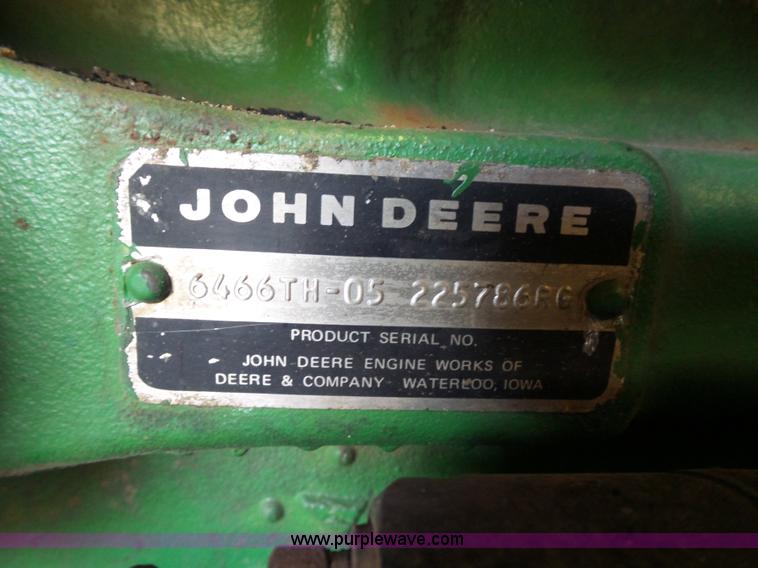 JOHN DEERE
6466TH-05 225786RG
PRODUCT SERIAL NO.
JOHN DEERE ENGINE WORKS OF
DEERE & COMPANY WATERLOO, IOWA
www.purplewave.com